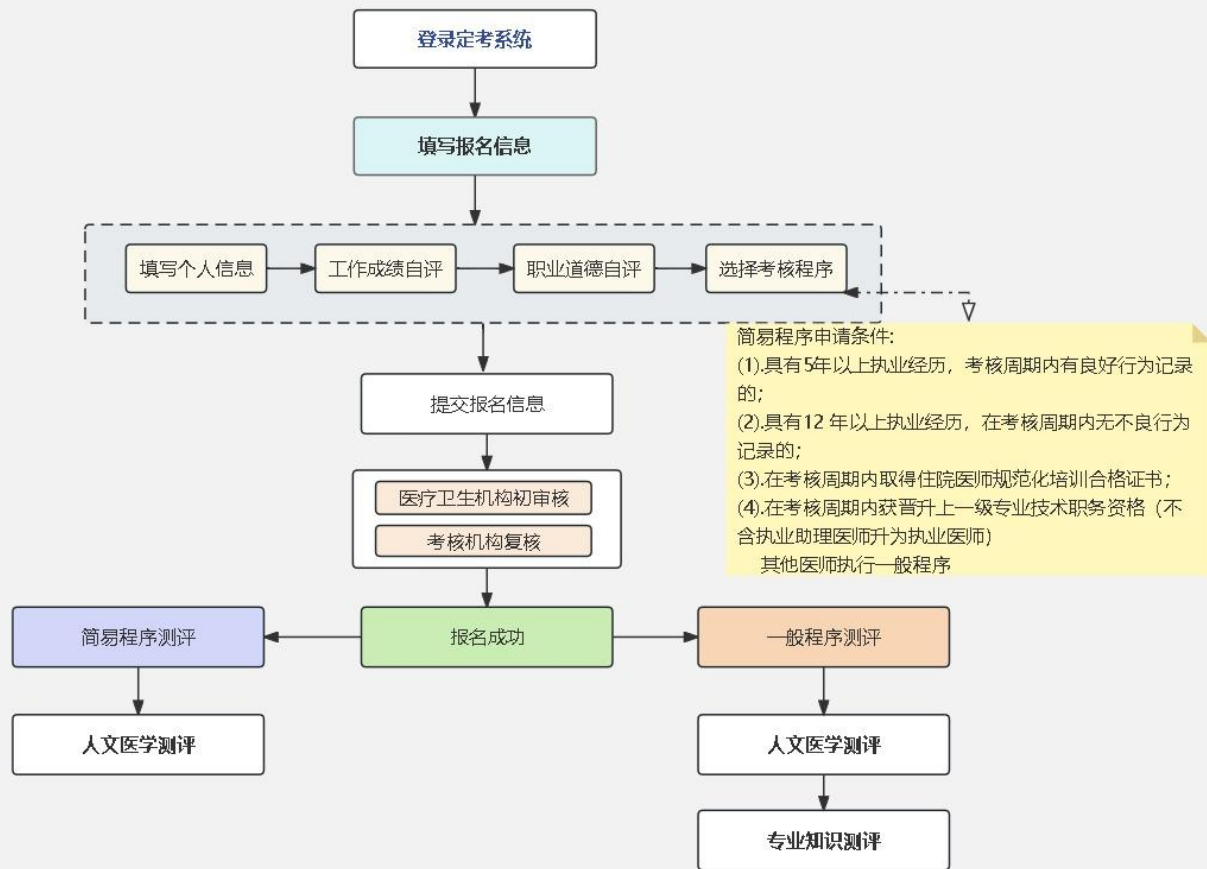 登录定考系统
填写报名信息
填写个人信息
工作成绩自评
职业道德自评
选择考核程序
简易程序申请条件:
(1).具有5年以上执业经历，考核周期内有良好行为记录
的;
(2).具有12 年以上执业经历，在考核周期内无不良行为
记录的;
(3).在考核周期内取得住院医师规范化培训合格证书;
(4).在考核周期内获晋升上一级专业技术职务资格（不
含执业助理医师升为执业医师）
其他医师执行一般程序
提交报名信息
医疗卫生机构初审核
考核机构复核
简易程序测评
报名成功
一般程序测评
人文医学测评
人文医学测评
专业知识测评